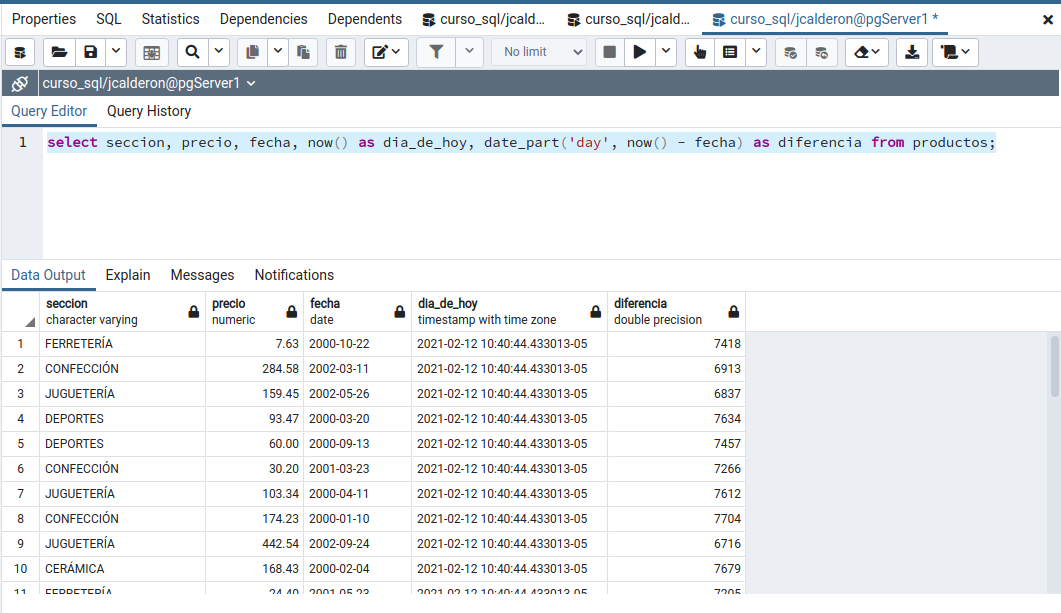 Properties SQL Statistics Dependencies Dependents curso_sql/jcald... curso_sql/jcald... curso_sql/jcalderon@pgServer1 *
No limit
curso_sql/jcalderon@pgServer1
Query Editor Query History
1 select seccion, precio, fecha, now() as dia_de_hoy, date_part('day', now() - fecha) as diferencia from productos;
Data Output Explain Messages Notifications
seccion precio fecha dia_de_hoy diferencia
character varying numeric date timestamp with time zone double precision
1 FERRETERÍA 7.63 2000-10-22 2021-02-12 10:40:44.433013-05 7418
2 CONFECCIÓN 284.58 2002-03-11 2021-02-12 10:40:44.433013-05 6913
3 JUGUETERÍA 159.45 2002-05-26 2021-02-12 10:40:44.433013-05 6837
4 DEPORTES 93.47 2000-03-20 2021-02-12 10:40:44.433013-05 7634
5 DEPORTES 60.00 2000-09-13 2021-02-12 10:40:44.433013-05 7457
6 CONFECCIÓN 30.20 2001-03-23 2021-02-12 10:40:44.433013-05 7266
7 JUGUETERÍA 103.34 2000-04-11 2021-02-12 10:40:44.433013-05 7612
8 CONFECCIÓN 174.23 2000-01-10 2021-02-12 10:40:44.433013-05 7704
9 JUGUETERÍA 442.54 2002-09-24 2021-02-12 10:40:44.433013-05 6716
10 CERÁMICA 168.43 2000-02-04 2021-02-12 10:40:44.433013-05 7679
11 FERRETERÍA 24.40 2001-05-23 2021-02-12 10:40:44.433013-05 7205